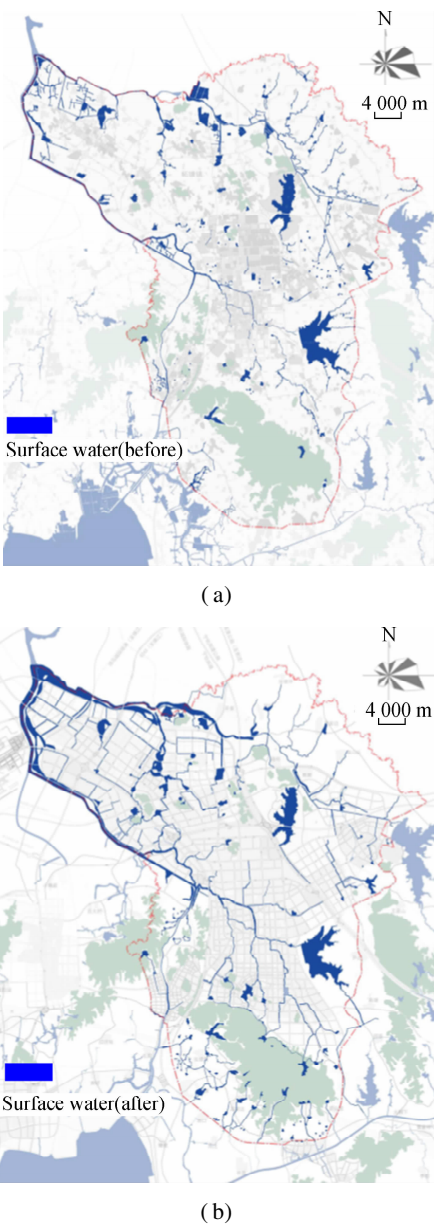 N
4 000 m
Surface water(before)
(a)
N
4 000 m
Surface water(after)
(b)